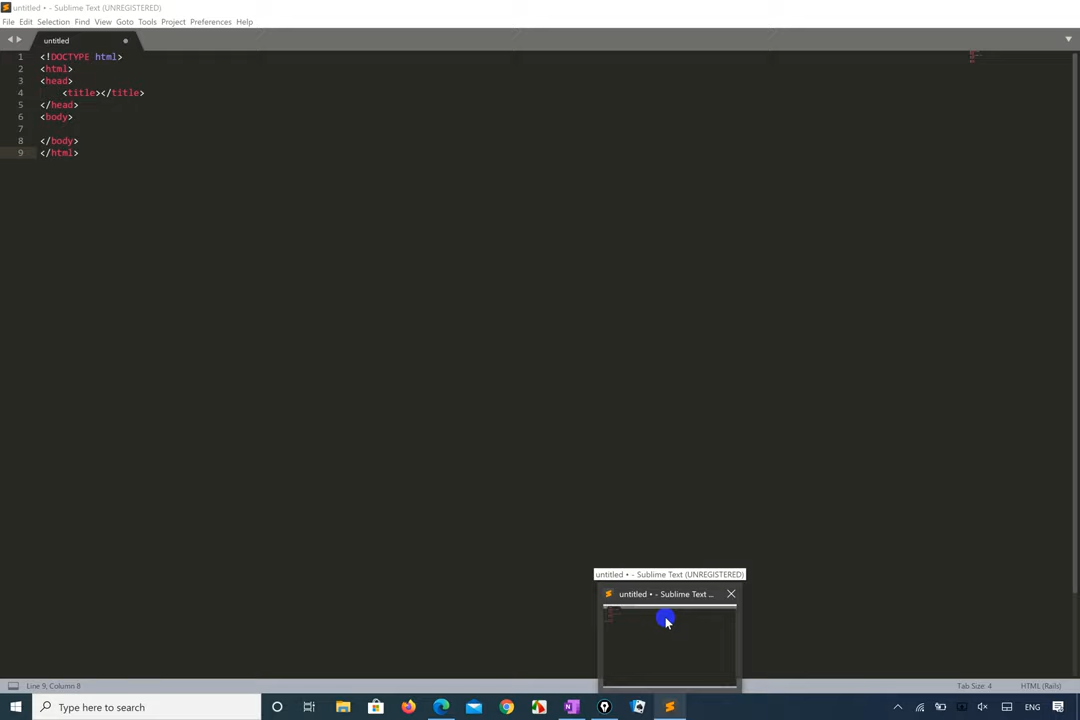 untitled • - Sublime Text (UNREGISTERED)
File Edit Selection Find View Goto Tools Project Preferences Help
untitled
1 <!DOCTYPE html>
2 <html>
3 <head>
4 <title></title>
5 </head>
6 <body>
7
8 </body>
9 </html>
untitled • - Sublime Text (UNREGISTERED)
untitled • - Sublime Text ...
Line 9, Column 8
Tab Size: 4
HTML (Rails)
Type here to search
ENG